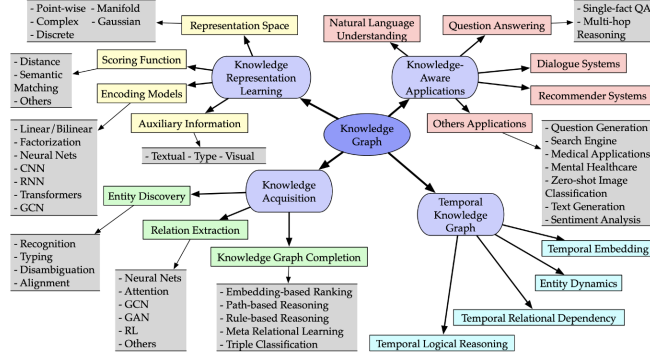 - Point-wise - Manifold
- Complex - Gaussian
- Discrete
Representation Space
Scoring Function
- Distance
- Semantic
Matching
- Others
Encoding Models
- Linear/Bilinear
- Factorization
- Neural Nets
- CNN
- RNN
- Transformers
- GCN
Knowledge
Representation
Learning
Auxiliary Information
- Textual - Type - Visual
Natural Language
Understanding
Question Answering
- Single-fact QA
- Multi-hop
Reasoning
Knowledge-
Aware
Applications
Dialogue Systems
Recommender Systems
Others Applications
- Question Generation
- Search Engine
- Medical Applications
- Mental Healthcare
- Zero-shot Image
Classification
- Text Generation
- Sentiment Analysis
Knowledge
Graph
Knowledge
Acquisition
Entity Discovery
- Recognition
- Typing
- Disambiguation
- Alignment
Relation Extraction
- Neural Nets
- Attention
- GCN
- GAN
- RL
- Others
Knowledge Graph Completion
- Embedding-based Ranking
- Path-based Reasoning
- Rule-based Reasoning
- Meta Relational Learning
- Triple Classification
Temporal
Knowledge
Graph
Temporal Embedding
Entity Dynamics
Temporal Relational Dependency
Temporal Logical Reasoning